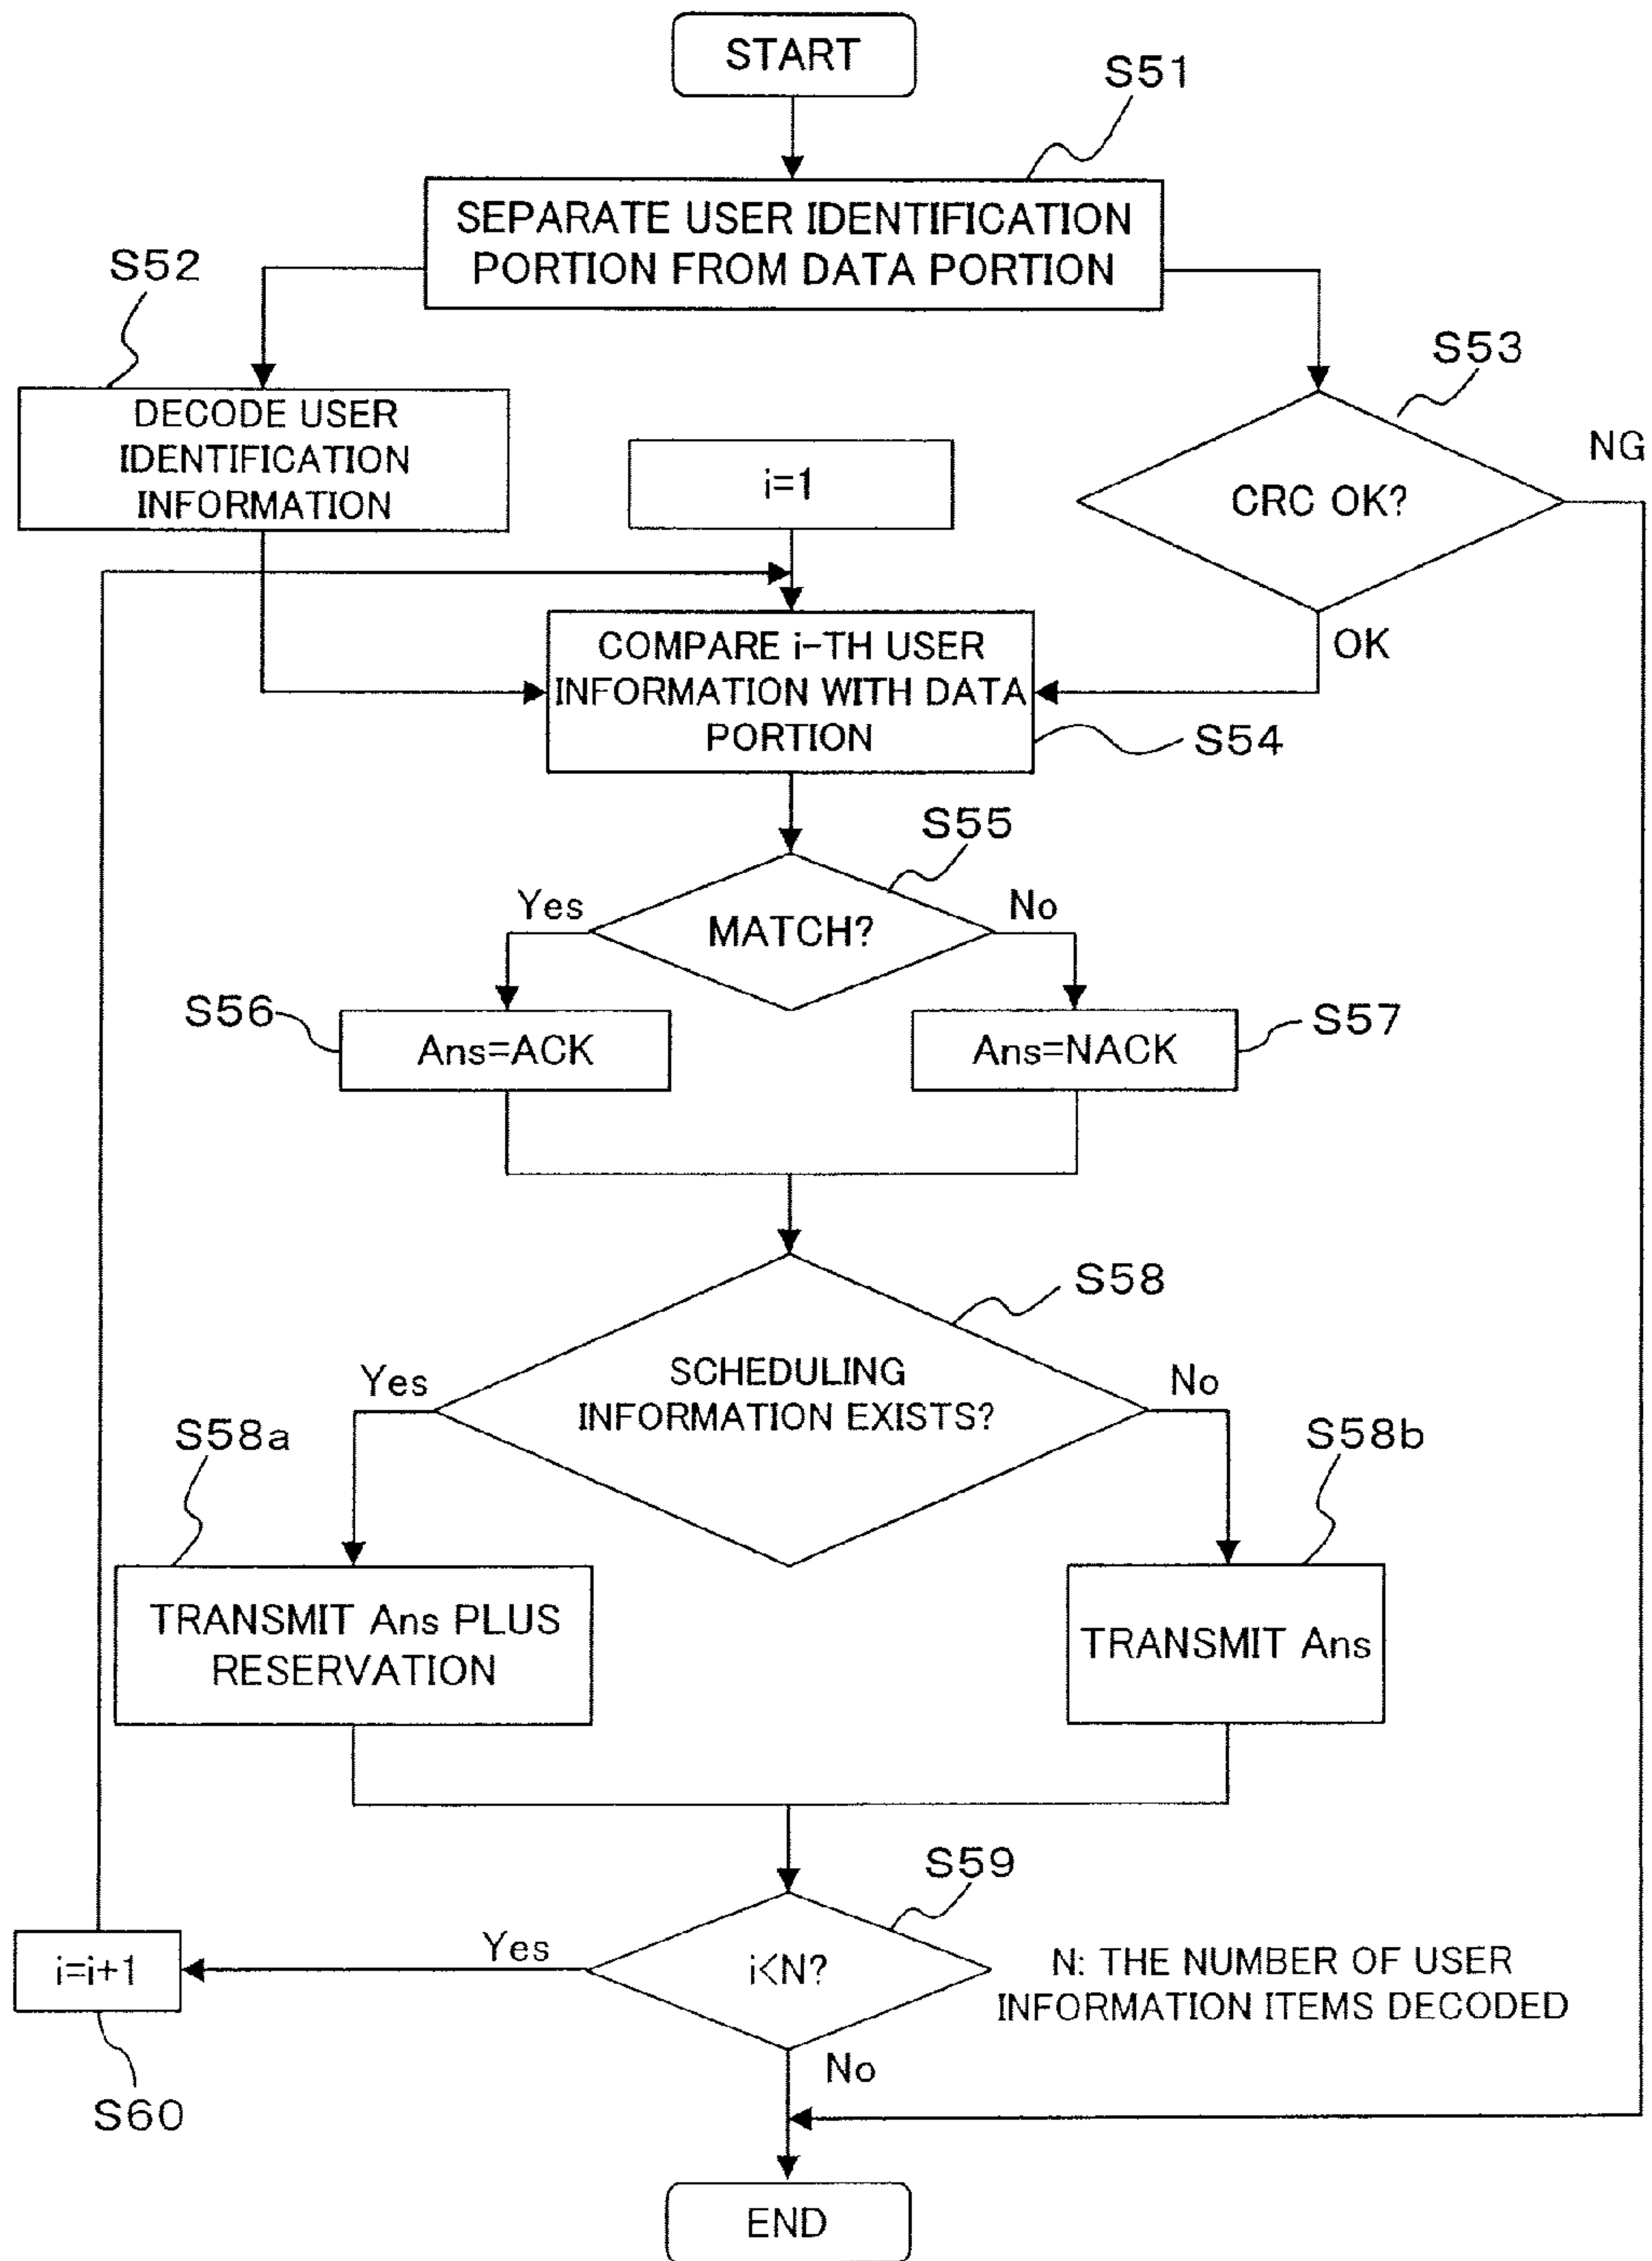 START
S51
SEPARATE USER IDENTIFICATION
PORTION FROM DATA PORTION
S52
S53
DECODE USER
IDENTIFICATION
INFORMATION
i=1
CRC OK?
NG
OK
COMPARE i-TH USER
INFORMATION WITH DATA
PORTION
S54
S55
Yes
No
MATCH?
S56
Ans=ACK
Ans=NACK
S57
S58
Yes
SCHEDULING
INFORMATION EXISTS?
No
S58a
S58b
TRANSMIT Ans PLUS
RESERVATION
TRANSMIT Ans
S59
i=i+1
Yes
i<N?
N: THE NUMBER OF USER
INFORMATION ITEMS DECODED
No
S60
END